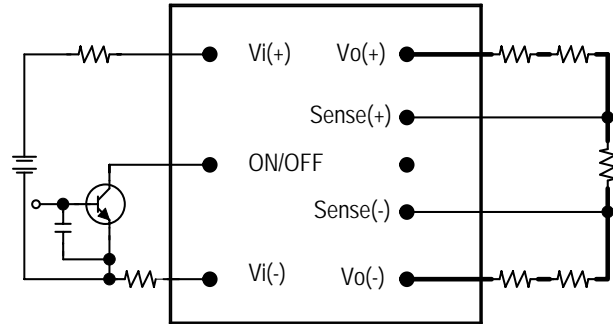 Vi(+) Vo(+)
Sense(+)
ON/OFF
Sense(-)
Vi(-) Vo(-)